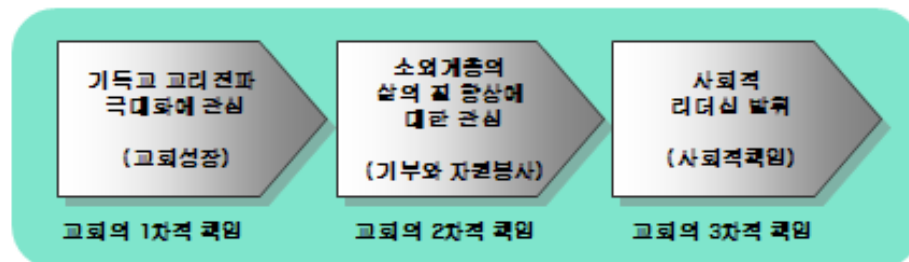 기독교 교리 전파
극대화에 관심
(교회성장)
소외계층의
삶의 질 향상에
대한 관심
(기부와 자원봉사)
사회적
리더십 발휘
(사회적책임)
교회의 1차적 책임
교회의 2차적 책임
교회의 3차적 책임